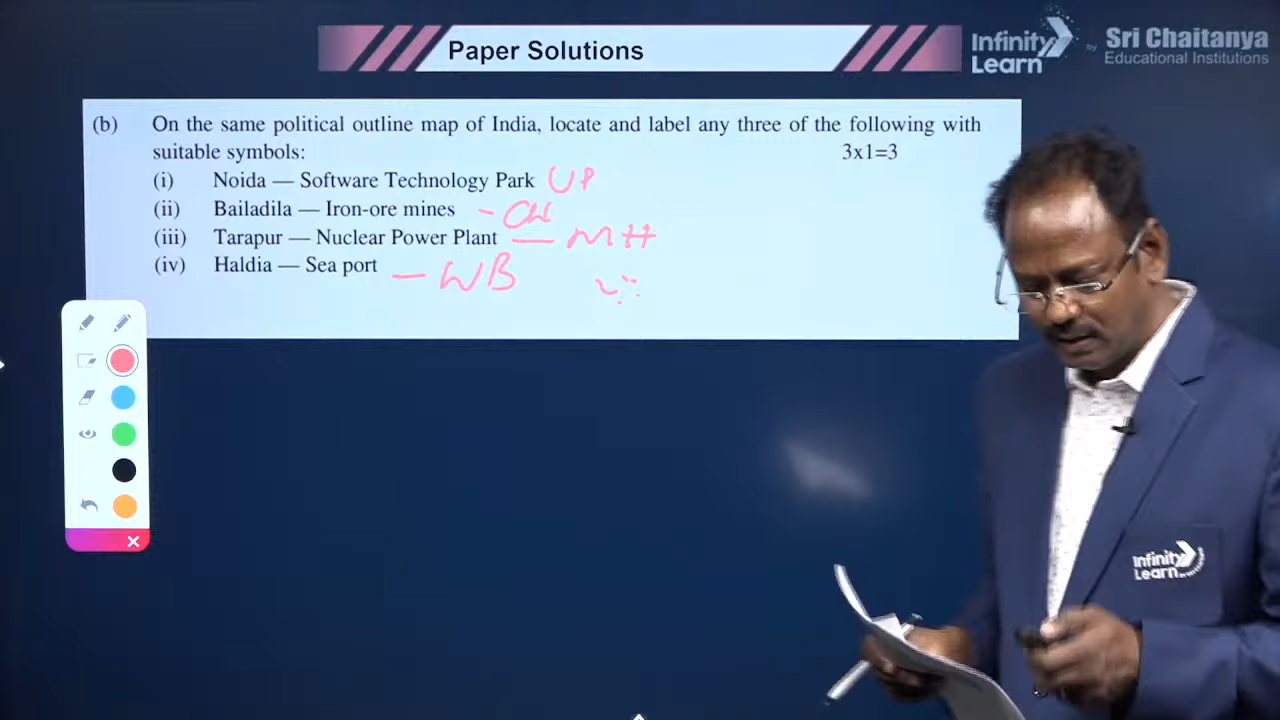 Paper Solutions
Infinity Learn by Sri Chaitanya Educational Institutions
(b) On the same political outline map of India, locate and label any three of the following with
suitable symbols: 3x1=3
(i) Noida — Software Technology Park UP
(ii) Bailadila — Iron-ore mines - CH
(iii) Tarapur — Nuclear Power Plant — MH
(iv) Haldia — Sea port — WB
Infinity
Learn